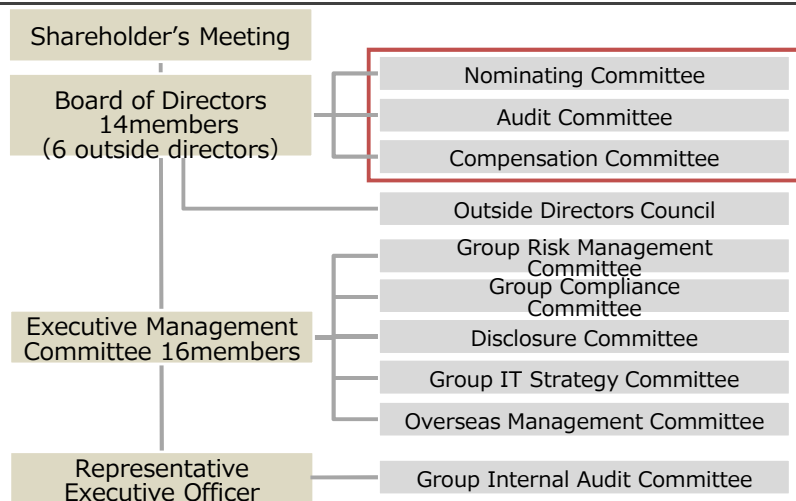 Shareholder’s Meeting
Board of Directors
14members
（6 outside directors）
Nominating Committee
Audit Committee
Compensation Committee
Outside Directors Council
Group Risk Management
Committee
Group Compliance
Committee
Executive Management
Committee 16members
Disclosure Committee
Group IT Strategy Committee
Overseas Management Committee
Representative
Executive Officer
Group Internal Audit Committee